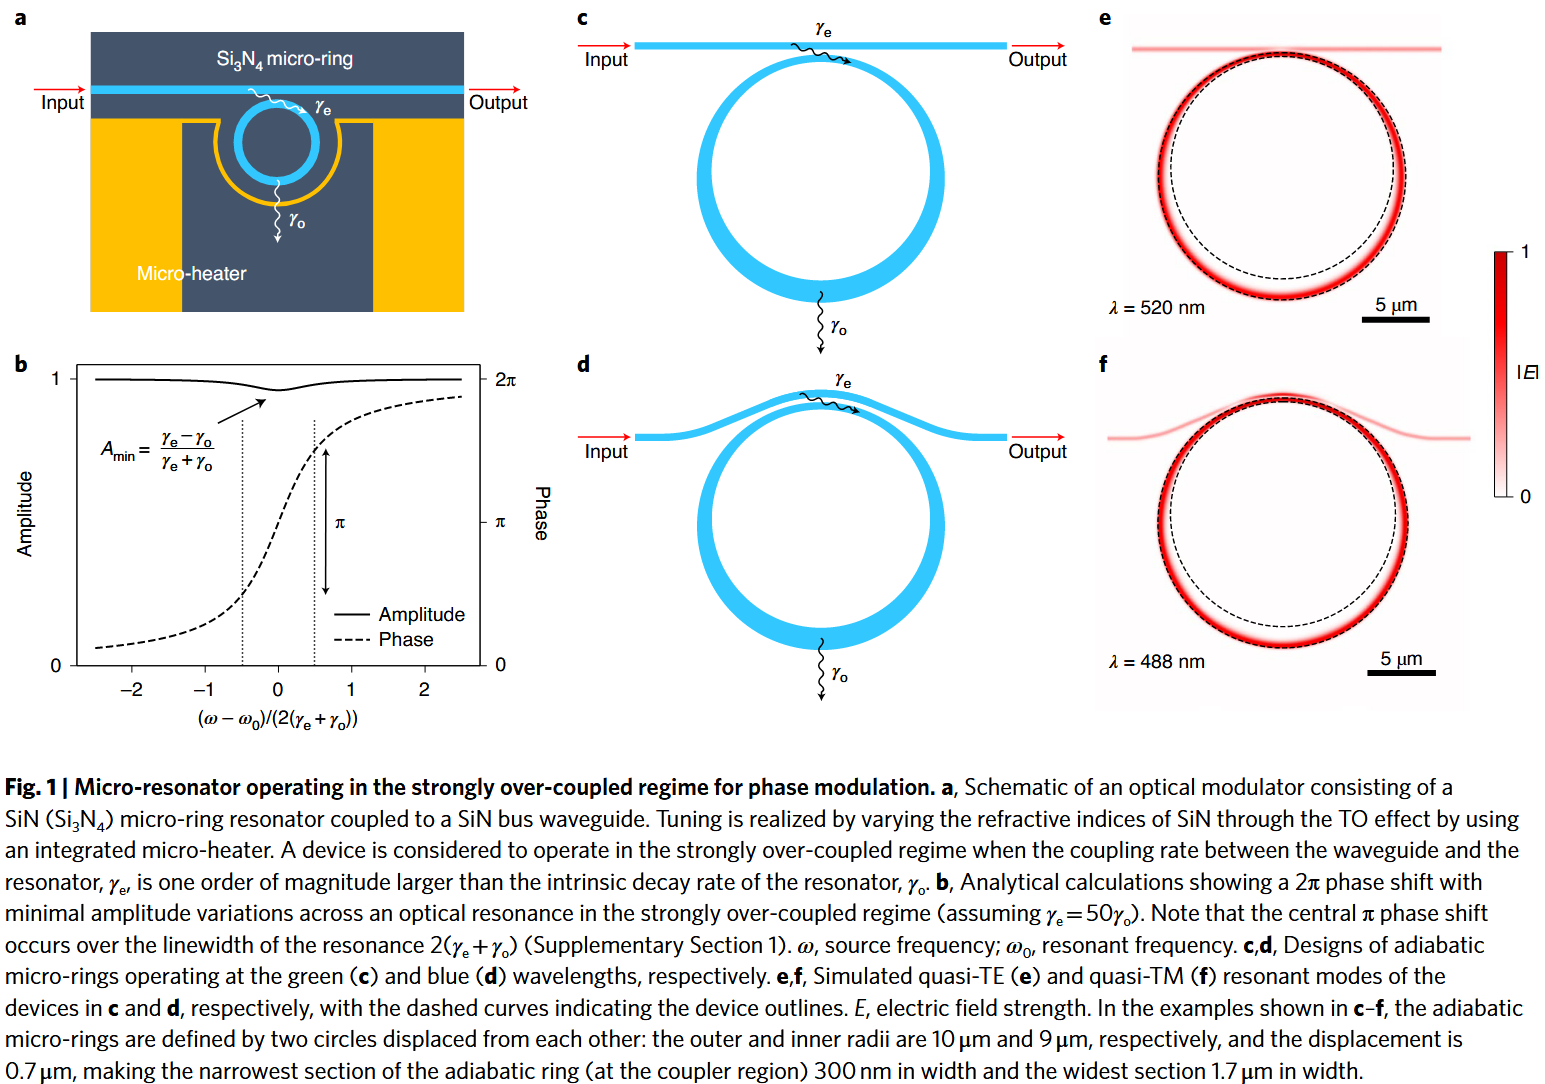 a
Si₃N₄ micro-ring
Input
Output
γₑ
γₒ
Micro-heater
b
1
0
2π
π
0
Amplitude
Phase
A_min = (γₑ − γₒ)/(γₑ + γₒ)
π
Amplitude
Phase
−2 −1 0 1 2
(ω − ω₀)/(2(γₑ + γₒ))
c
γₑ
Input
Output
γₒ
d
γₑ
Input
Output
γₒ
e
λ = 520 nm
5 μm
f
λ = 488 nm
5 μm
1
|E|
0
Fig. 1 | Micro-resonator operating in the strongly over-coupled regime for phase modulation. a, Schematic of an optical modulator consisting of a
SiN (Si₃N₄) micro-ring resonator coupled to a SiN bus waveguide. Tuning is realized by varying the refractive indices of SiN through the TO effect by using
an integrated micro-heater. A device is considered to operate in the strongly over-coupled regime when the coupling rate between the waveguide and the
resonator, γₑ, is one order of magnitude larger than the intrinsic decay rate of the resonator, γₒ. b, Analytical calculations showing a 2π phase shift with
minimal amplitude variations across an optical resonance in the strongly over-coupled regime (assuming γₑ = 50γₒ). Note that the central π phase shift
occurs over the linewidth of the resonance 2(γₑ + γₒ) (Supplementary Section 1). ω, source frequency; ω₀, resonant frequency. c,d, Designs of adiabatic
micro-rings operating at the green (c) and blue (d) wavelengths, respectively. e,f, Simulated quasi-TE (e) and quasi-TM (f) resonant modes of the
devices in c and d, respectively, with the dashed curves indicating the device outlines. E, electric field strength. In the examples shown in c–f, the adiabatic
micro-rings are defined by two circles displaced from each other: the outer and inner radii are 10 μm and 9 μm, respectively, and the displacement is
0.7 μm, making the narrowest section of the adiabatic ring (at the coupler region) 300 nm in width and the widest section 1.7 μm in width.